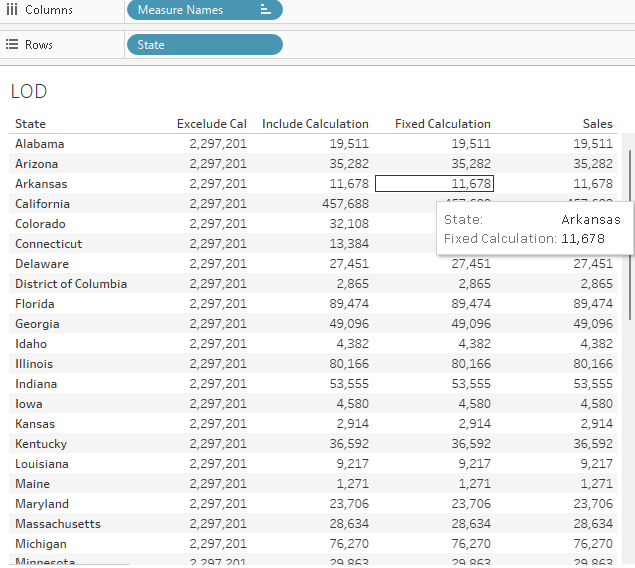 Columns Measure Names
Rows State
LOD
State Excelude Cal Include Calculation Fixed Calculation Sales
Alabama 2,297,201 19,511 19,511 19,511
Arizona 2,297,201 35,282 35,282 35,282
Arkansas 2,297,201 11,678 11,678 11,678
California 2,297,201 457,688
Colorado 2,297,201 32,108
Connecticut 2,297,201 13,384
State: Arkansas
Fixed Calculation: 11,678
Delaware 2,297,201 27,451 27,451 27,451
District of Columbia 2,297,201 2,865 2,865 2,865
Florida 2,297,201 89,474 89,474 89,474
Georgia 2,297,201 49,096 49,096 49,096
Idaho 2,297,201 4,382 4,382 4,382
Illinois 2,297,201 80,166 80,166 80,166
Indiana 2,297,201 53,555 53,555 53,555
Iowa 2,297,201 4,580 4,580 4,580
Kansas 2,297,201 2,914 2,914 2,914
Kentucky 2,297,201 36,592 36,592 36,592
Louisiana 2,297,201 9,217 9,217 9,217
Maine 2,297,201 1,271 1,271 1,271
Maryland 2,297,201 23,706 23,706 23,706
Massachusetts 2,297,201 28,634 28,634 28,634
Michigan 2,297,201 76,270 76,270 76,270
Minnesota 2,297,201 29,863 29,863 29,863